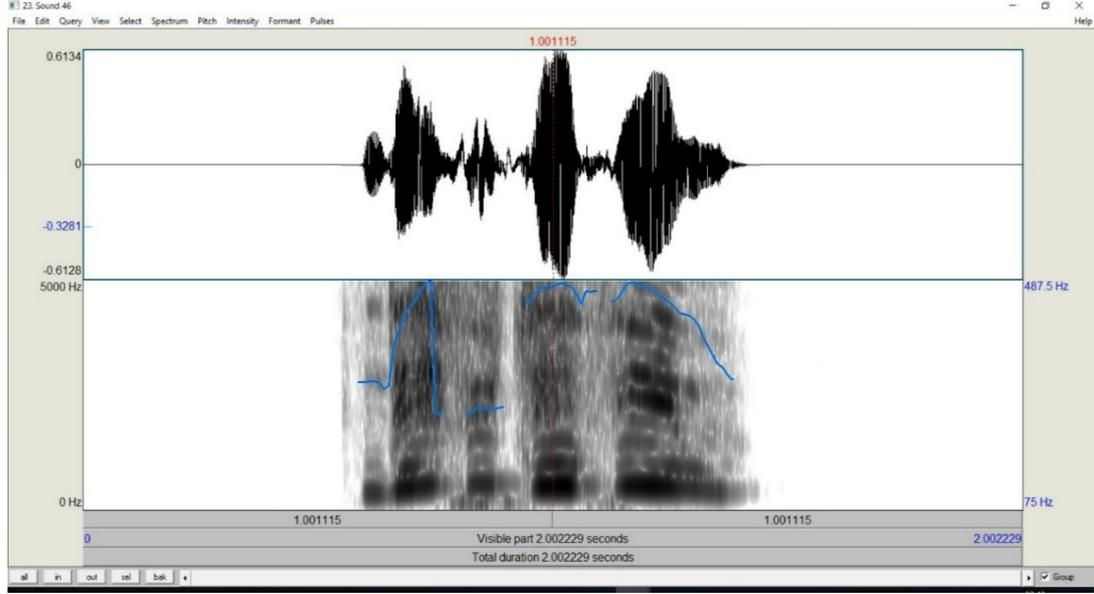 23. Sound 46
File Edit Query View Select Spectrum Pitch Intensity Formant Pulses Help
1.001115
0.6134
0
-0.3281
-0.6128
5000 Hz 487.5 Hz
0 Hz 75 Hz
1.001115 1.001115
0 Visible part 2.002229 seconds 2.002229
Total duration 2.002229 seconds
all in out sel bak Group